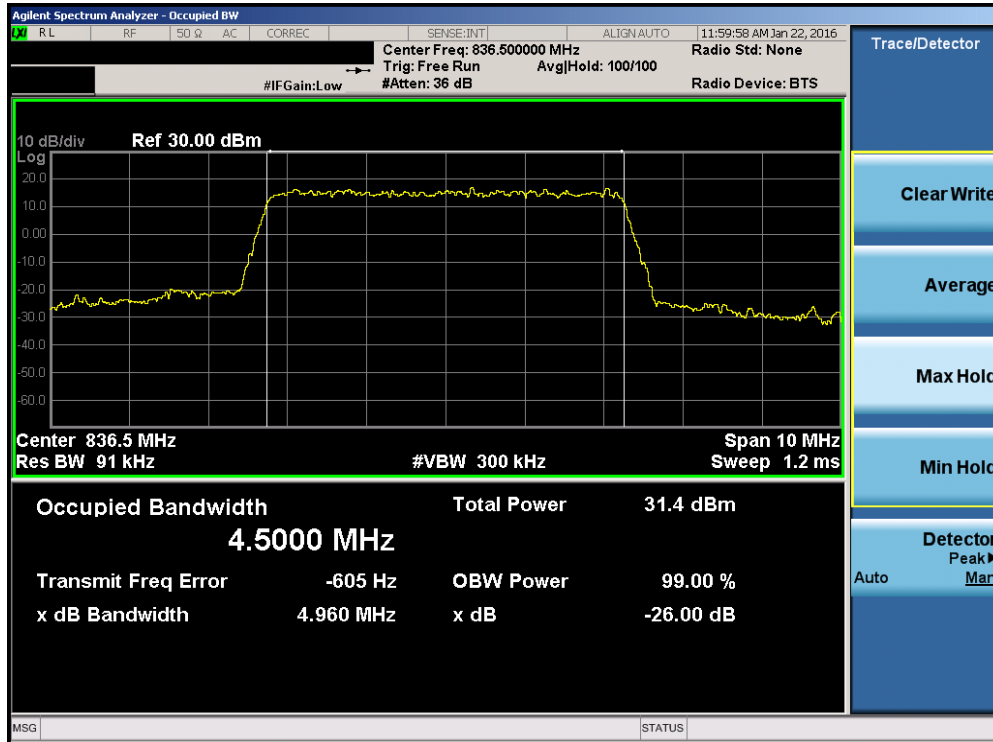 Agilent Spectrum Analyzer - Occupied BW
LXI RL RF 50 Ω AC CORREC SENSE:INT ALIGN AUTO 11:59:58 AM Jan 22, 2016
Center Freq: 836.500000 MHz Radio Std: None
Trig: Free Run Avg|Hold: 100/100
#IFGain:Low #Atten: 36 dB Radio Device: BTS
Trace/Detector
10 dB/div Ref 30.00 dBm
Log
20.0
10.0
0.00
-10.0
-20.0
-30.0
-40.0
-50.0
-60.0
Center 836.5 MHz Span 10 MHz
Res BW 91 kHz #VBW 300 kHz Sweep 1.2 ms
Occupied Bandwidth Total Power 31.4 dBm
4.5000 MHz
Transmit Freq Error -605 Hz OBW Power 99.00 %
x dB Bandwidth 4.960 MHz x dB -26.00 dB
Clear Write
Average
Max Hold
Min Hold
Detector
Peak▶
Auto Man
MSG STATUS